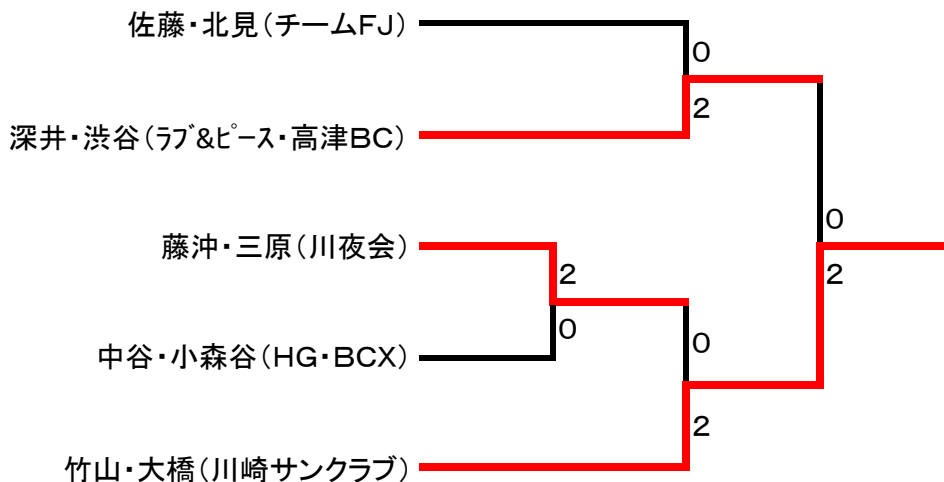 佐藤・北見(チームFJ)
0
2
深井・渋谷(ﾗﾌﾞ&ﾋﾟｰｽ・高津BC)
0
藤沖・三原(川夜会)
2
2
0
0
中谷・小森谷(HG・BCX)
2
竹山・大橋(川崎サンクラブ)